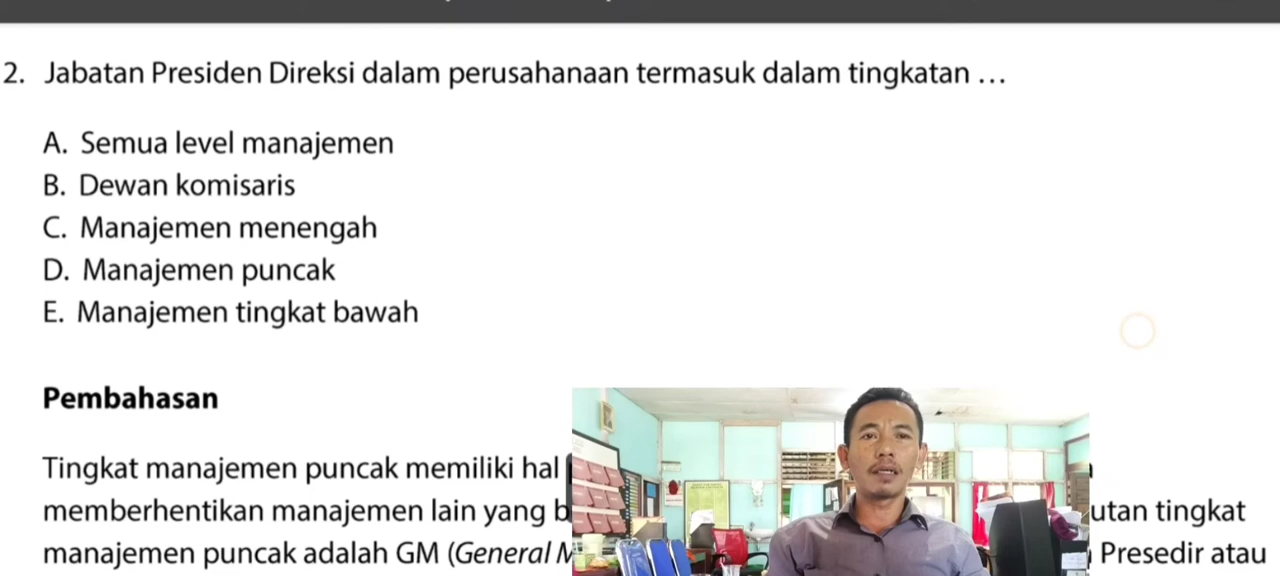 2. Jabatan Presiden Direksi dalam perusahanaan termasuk dalam tingkatan ...
A. Semua level manajemen
B. Dewan komisaris
C. Manajemen menengah
D. Manajemen puncak
E. Manajemen tingkat bawah
Pembahasan
Tingkat manajemen puncak memiliki hal
memberhentikan manajemen lain yang utan tingkat
manajemen puncak adalah GM (General Presedir atau